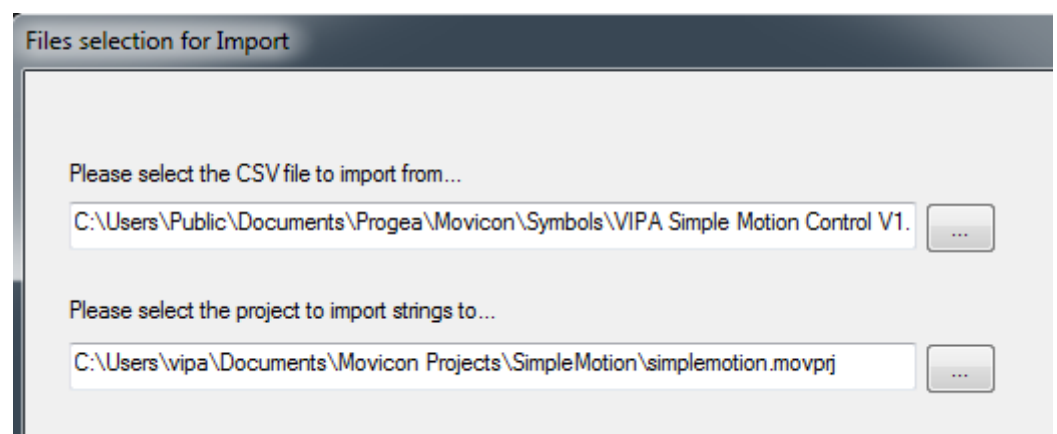 Files selection for Import
Please select the CSV file to import from...
C:\Users\Public\Documents\Progea\Movicon\Symbols\VIPA Simple Motion Control V1.
...
Please select the project to import strings to...
C:\Users\vipa\Documents\Movicon Projects\SimpleMotion\simplemotion.movprj
...